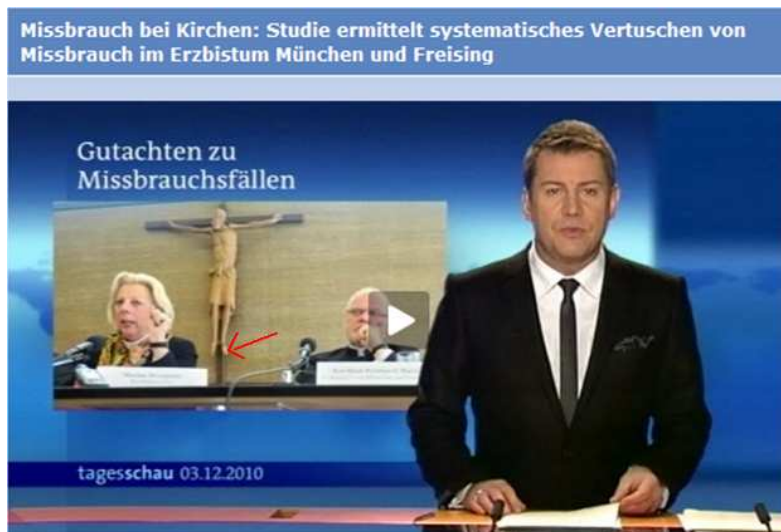 Missbrauch bei Kirchen: Studie ermittelt systematisches Vertuschen von
Missbrauch im Erzbistum München und Freising
Gutachten zu
Missbrauchsfällen
tagesschau 03.12.2010